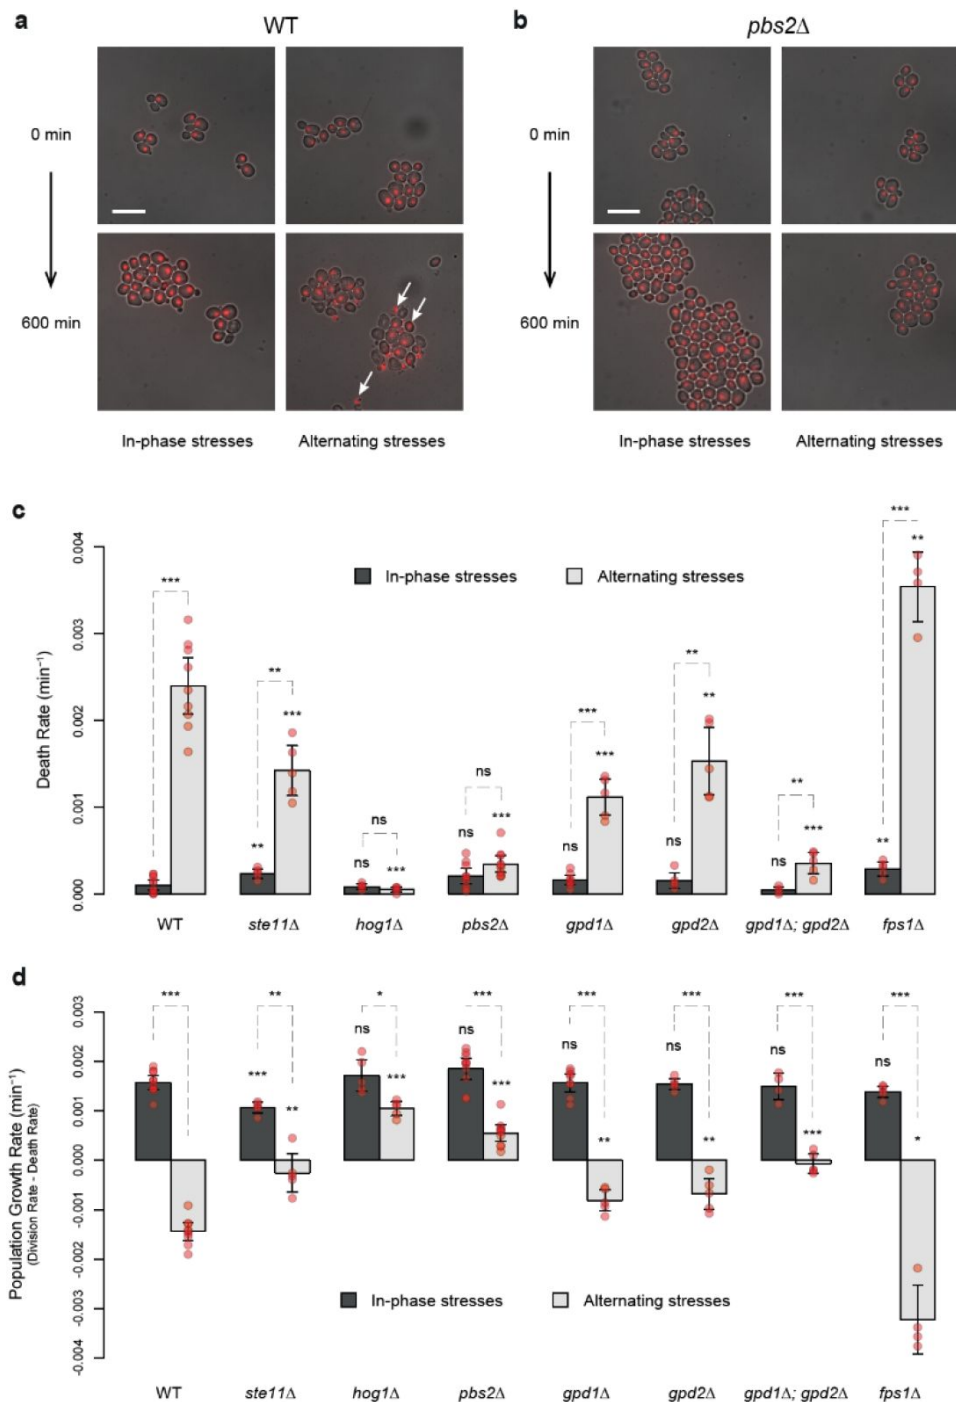 a
WT
b
pbs2Δ
0 min
600 min
In-phase stresses
Alternating stresses
0 min
600 min
In-phase stresses
Alternating stresses
c
Death Rate (min⁻¹)
0.004
0.003
0.002
0.001
0.000
In-phase stresses
Alternating stresses
***
** ** ***
ns ns ***
ns ns ***
ns *** ***
ns ** **
ns ** ***
** *** **
WT
ste11Δ
hog1Δ
pbs2Δ
gpd1Δ
gpd2Δ
gpd1Δ; gpd2Δ
fps1Δ
d
Population Growth Rate (min⁻¹)
(Division Rate - Death Rate)
0.003
0.002
0.001
0.000
-0.001
-0.002
-0.003
-0.004
***
*** ** **
ns * ***
ns *** ***
ns *** **
ns *** **
ns *** ***
ns *** *
In-phase stresses
Alternating stresses
WT
ste11Δ
hog1Δ
pbs2Δ
gpd1Δ
gpd2Δ
gpd1Δ; gpd2Δ
fps1Δ